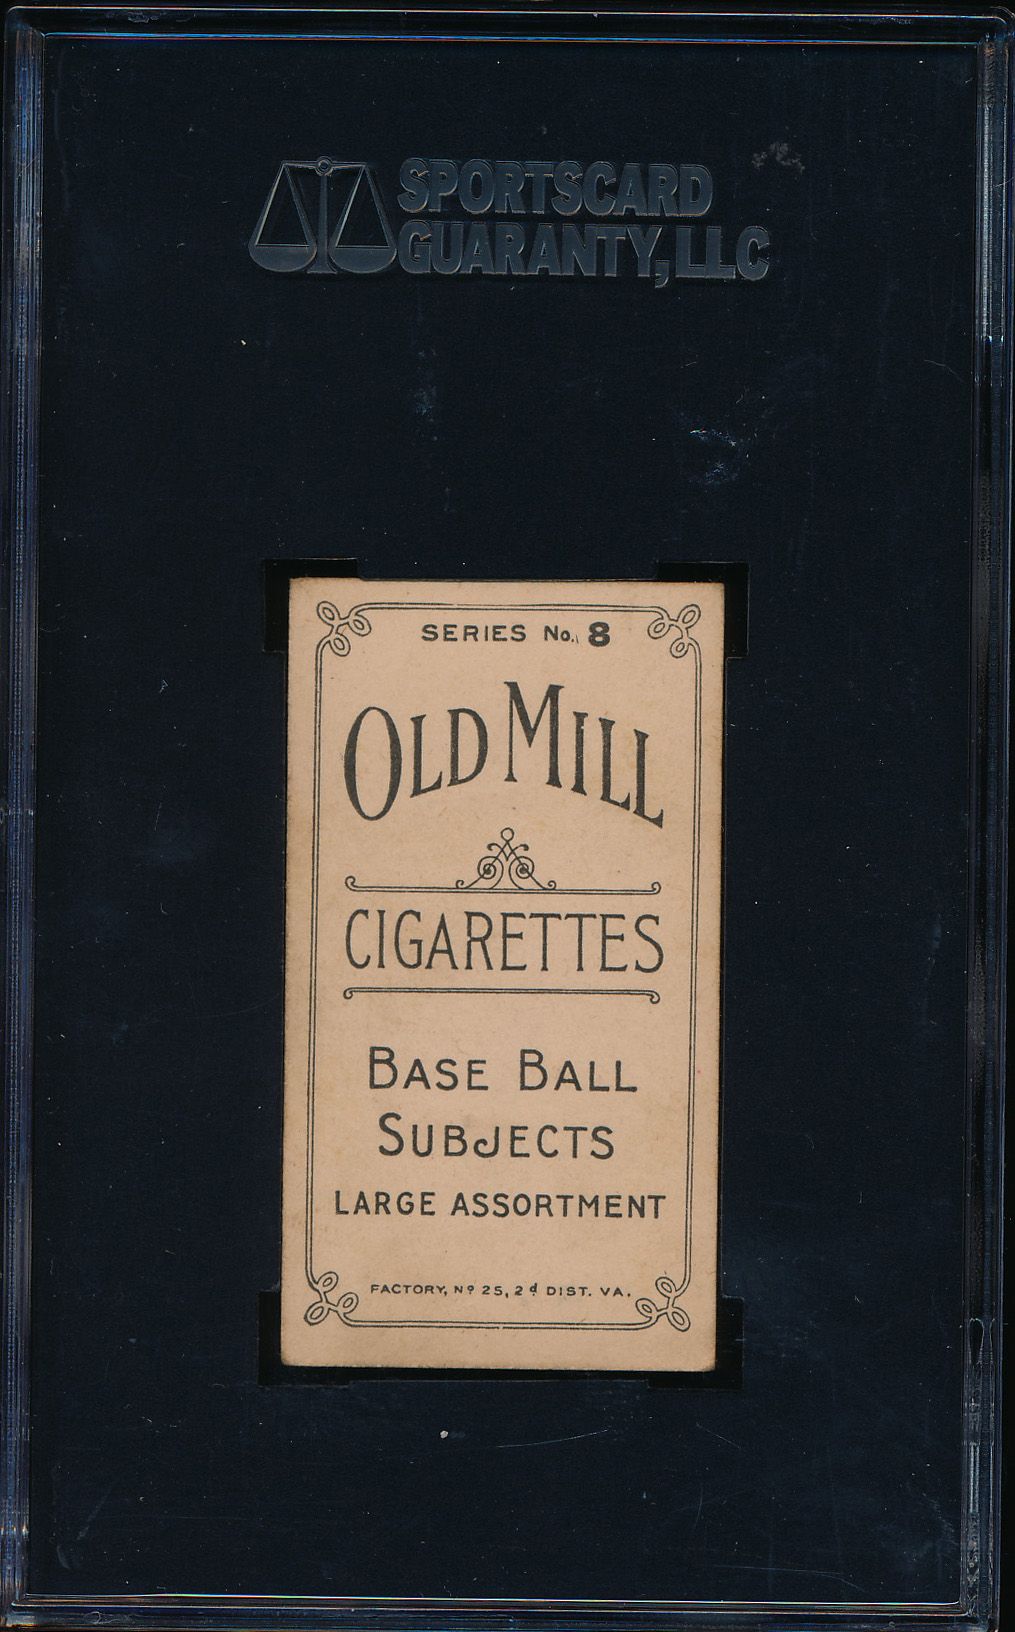 SPORTSCARD
GUARANTY, LLC
SERIES No. 8
OLD MILL
CIGARETTES
BASE BALL
SUBJECTS
LARGE ASSORTMENT
FACTORY, Nº 25, 2d DIST. VA.